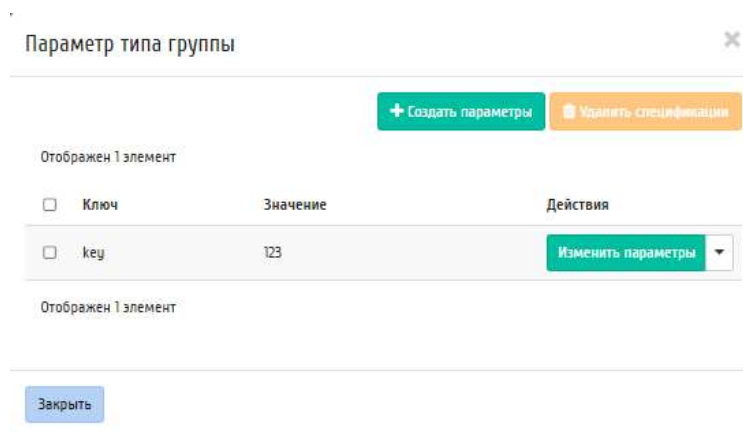 Параметр типа группы
Создать параметры Удалить спецификации
Отображен 1 элемент
Ключ Значение Действия
key 123 Изменить параметры
Отображен 1 элемент
Закрыть